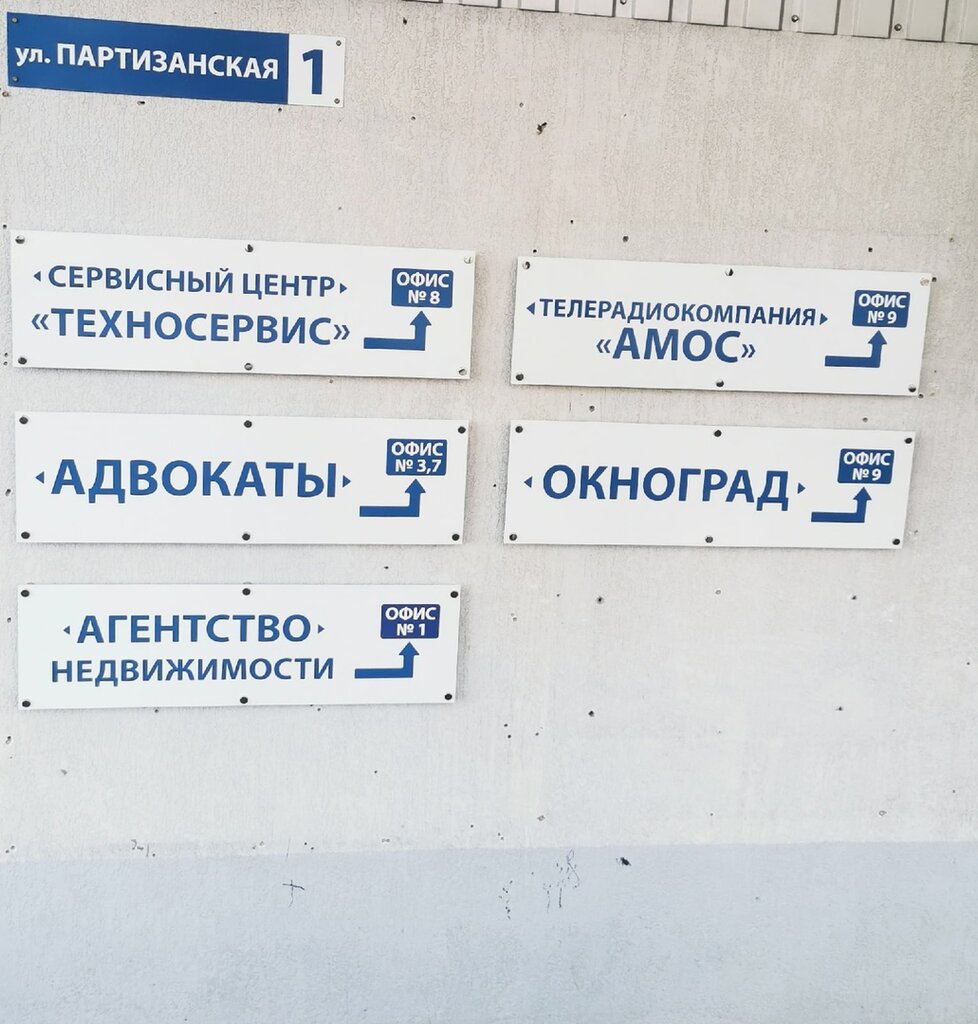 ул. ПАРТИЗАНСКАЯ 1
СЕРВИСНЫЙ ЦЕНТР
«ТЕХНОСЕРВИС»
ОФИС
№ 8
ТЕЛЕРАДИОКОМПАНИЯ
«АМОС»
ОФИС
№ 9
АДВОКАТЫ
ОФИС
№ 3,7
ОКНОГРАД
ОФИС
№ 9
АГЕНТСТВО
НЕДВИЖИМОСТИ
ОФИС
№ 1